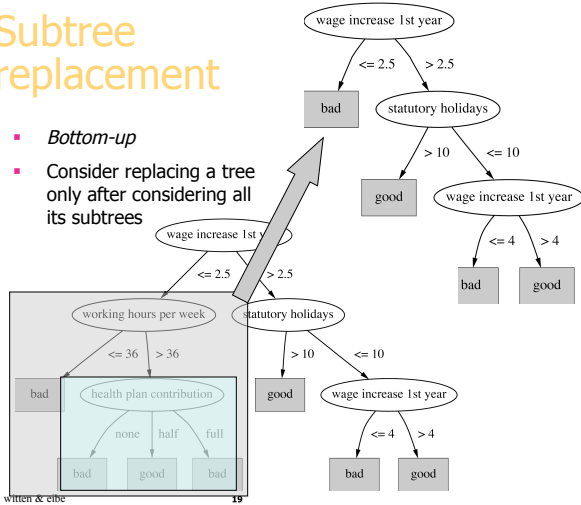 Subtree
replacement
Bottom-up
Consider replacing a tree
only after considering all
its subtrees
wage increase 1st year
<= 2.5 > 2.5
bad
statutory holidays
> 10 <= 10
good
wage increase 1st year
<= 4 > 4
bad good
wage increase 1st
<= 2.5 > 2.5
working hours per week
statutory holidays
<= 36 > 36
> 10 <= 10
bad
health plan contribution
good
wage increase 1st year
none half full
<= 4 > 4
bad good bad
bad good
witten & eibe
19